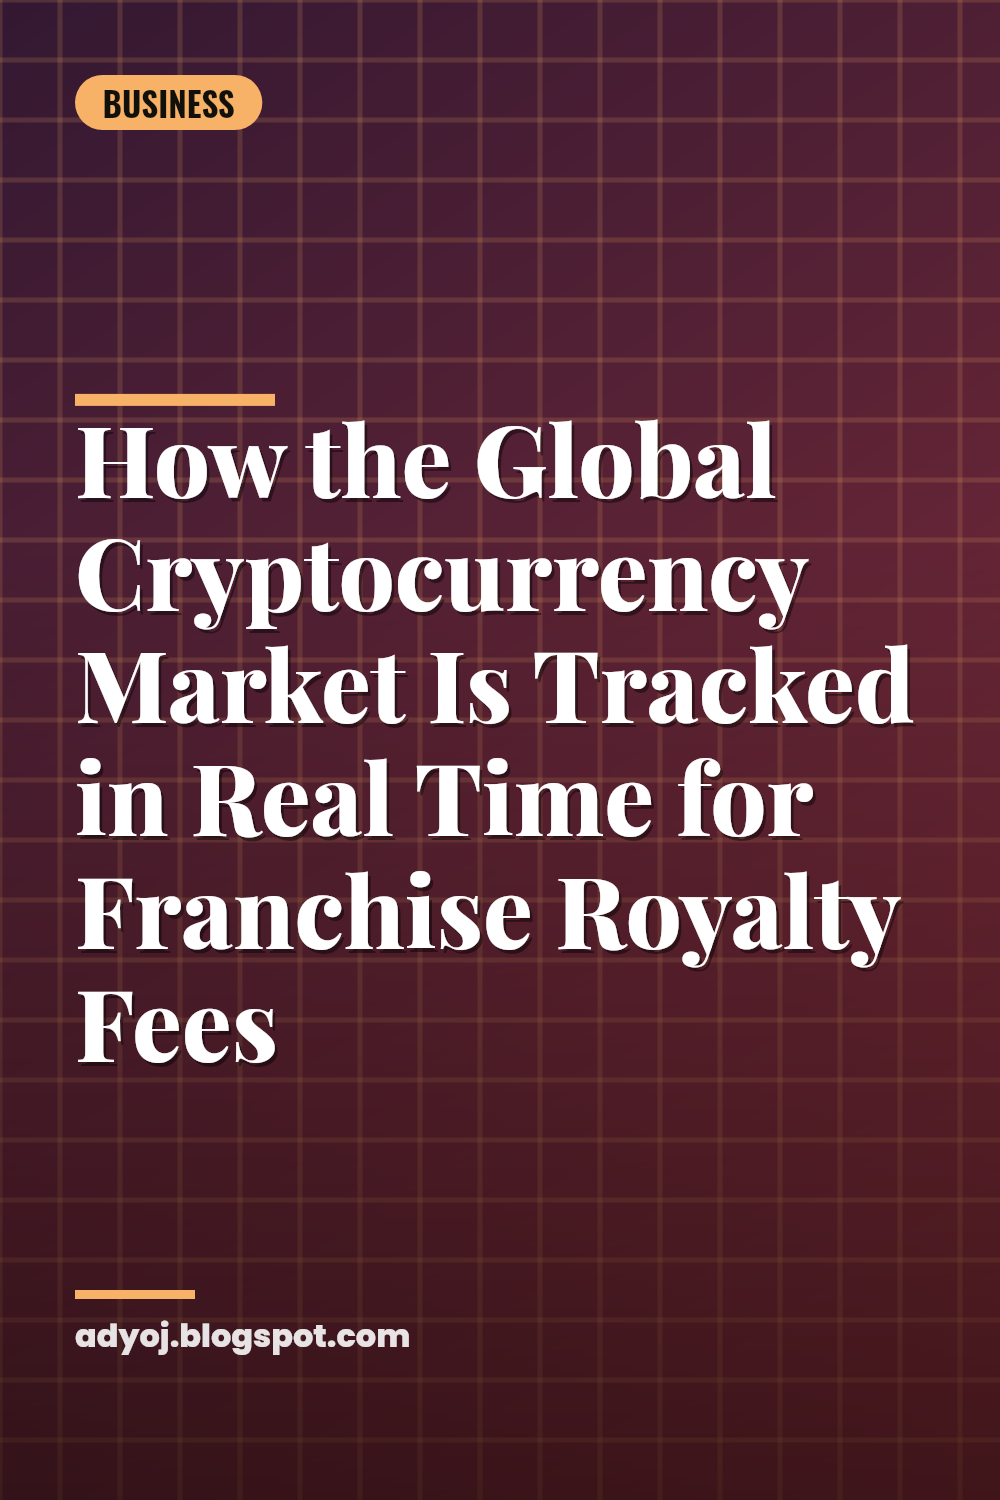 BUSINESS
How the Global
Cryptocurrency
Market Is Tracked
in Real Time for
Franchise Royalty
Fees
adyoj.blogspot.com